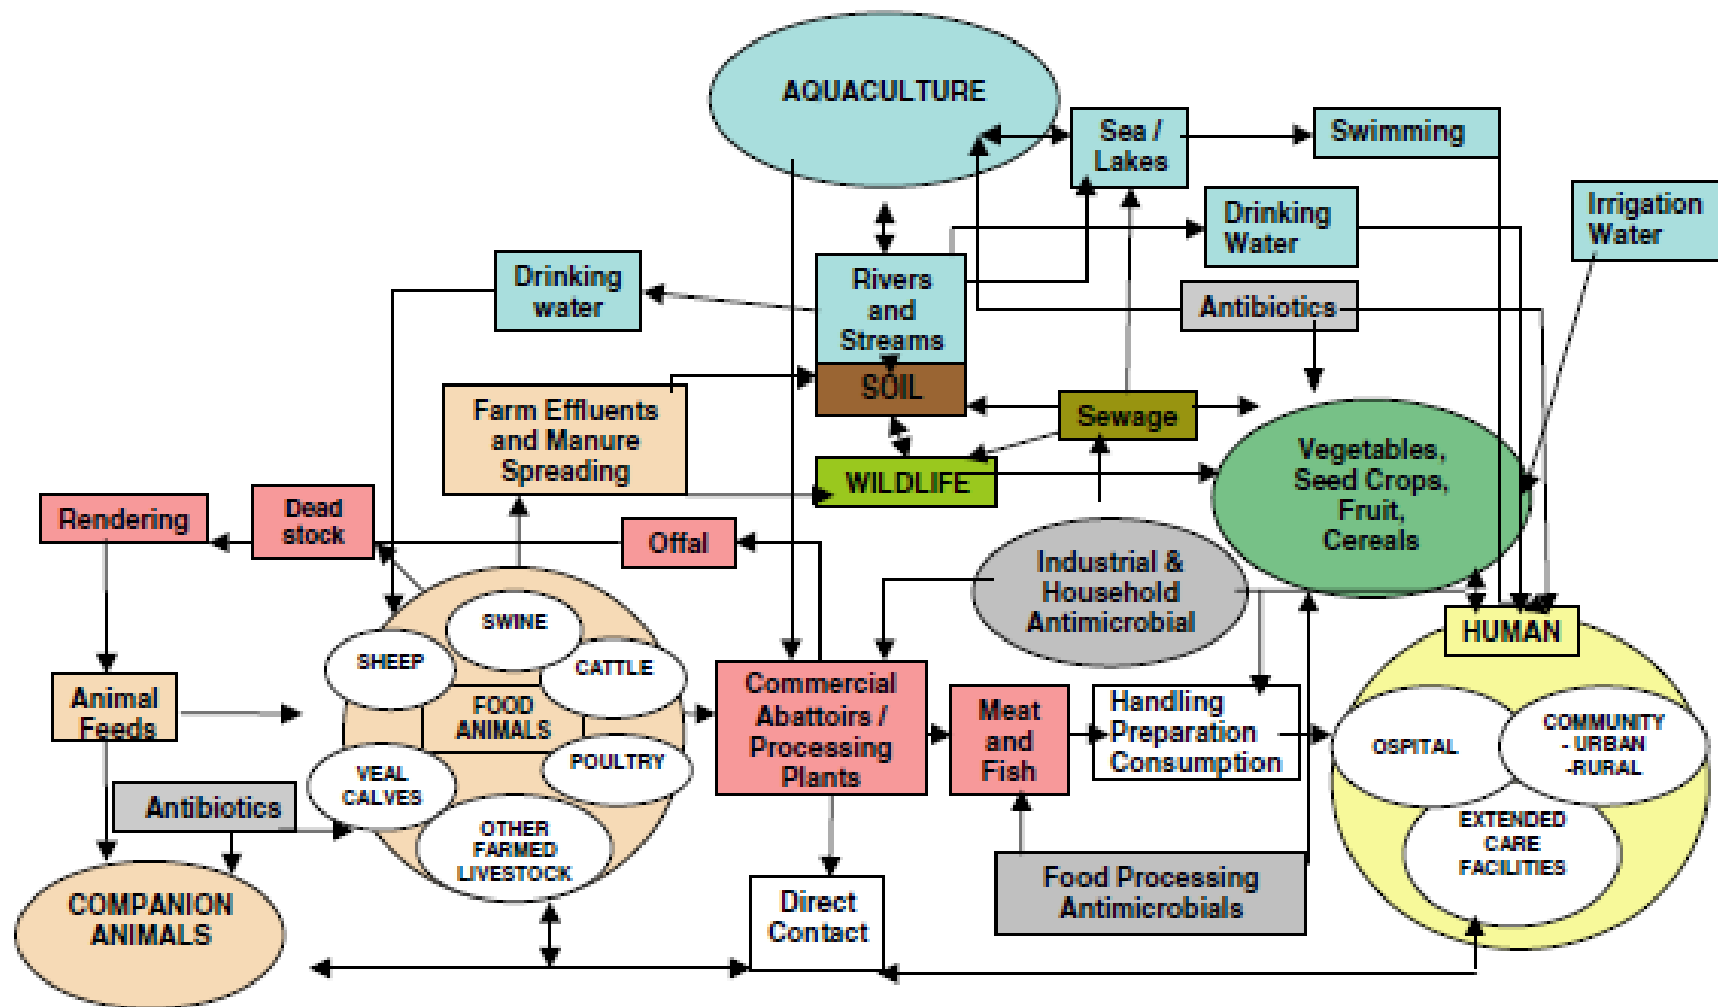 AQUACULTURE
Sea /
Lakes
Swimming
Irrigation
Water
Drinking
Water
Drinking
water
Rivers
and
Streams
Antibiotics
SOIL
Farm Effluents
and Manure
Spreading
Sewage
WILDLIFE
Vegetables,
Seed Crops,
Fruit,
Cereals
Rendering
Dead
stock
Offal
Industrial &
Household
Antimicrobial
HUMAN
SWINE
SHEEP
CATTLE
FOOD
ANIMALS
POULTRY
VEAL
CALVES
OTHER
FARMED
LIVESTOCK
Animal
Feeds
Antibiotics
COMPANION
ANIMALS
Commercial
Abattoirs /
Processing
Plants
Meat
and
Fish
Handling
Preparation
Consumption
OSPITAL
COMMUNITY
- URBAN
-RURAL
EXTENDED
CARE
FACILITIES
Direct
Contact
Food Processing
Antimicrobials